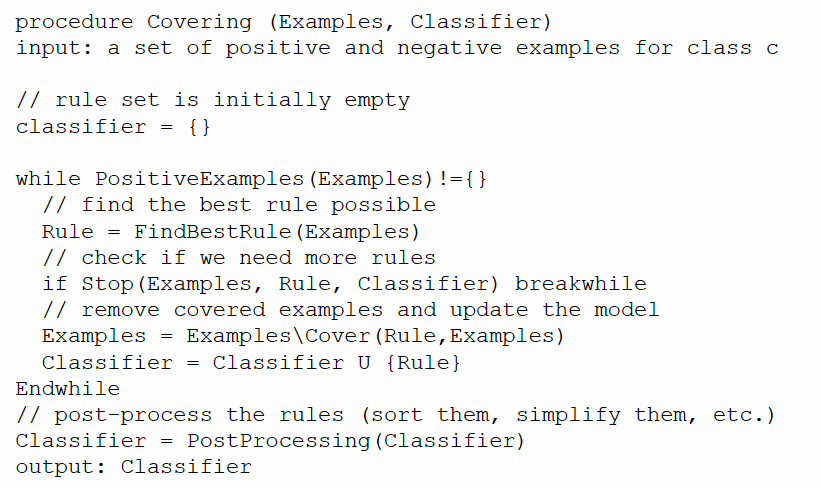 procedure Covering (Examples, Classifier)
input: a set of positive and negative examples for class c
// rule set is initially empty
classifier = {}
while PositiveExamples(Examples)!={}
// find the best rule possible
Rule = FindBestRule(Examples)
// check if we need more rules
if Stop(Examples, Rule, Classifier) breakwhile
// remove covered examples and update the model
Examples = Examples\Cover(Rule,Examples)
Classifier = Classifier U {Rule}
Endwhile
// post-process the rules (sort them, simplify them, etc.)
Classifier = PostProcessing(Classifier)
output: Classifier